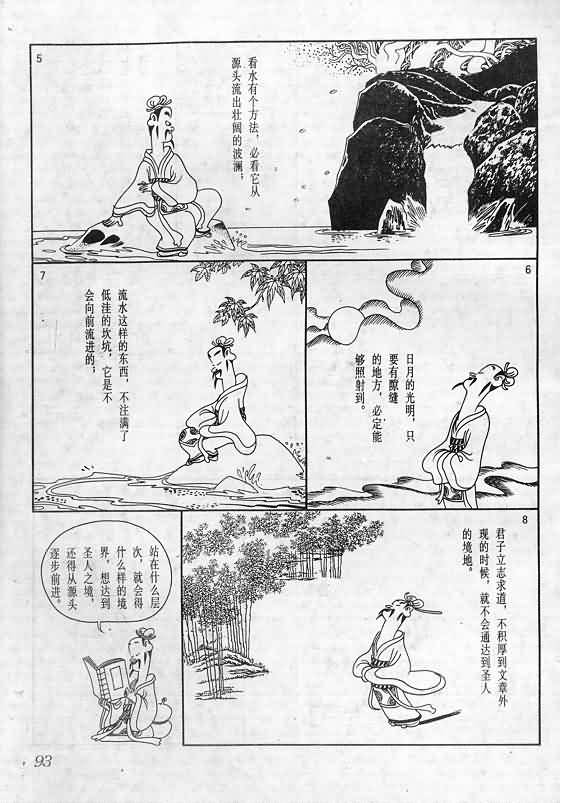 5
看水有个方法，必看它从
源头流出壮阔的波澜；
6
日月的光明，只
要有隙缝
的地方，必定能
够照射到。
7
流水这样的东西，不注满了
低洼的坎坑，它是不
会向前流进的；
8
君子立志求道，不积厚到文章外
现的时候，就不会通达到圣人
的境地。
站在什么层
次，就会得
什么样的境
界，想达到
圣人之境，
还得从源头
逐步前进。
93